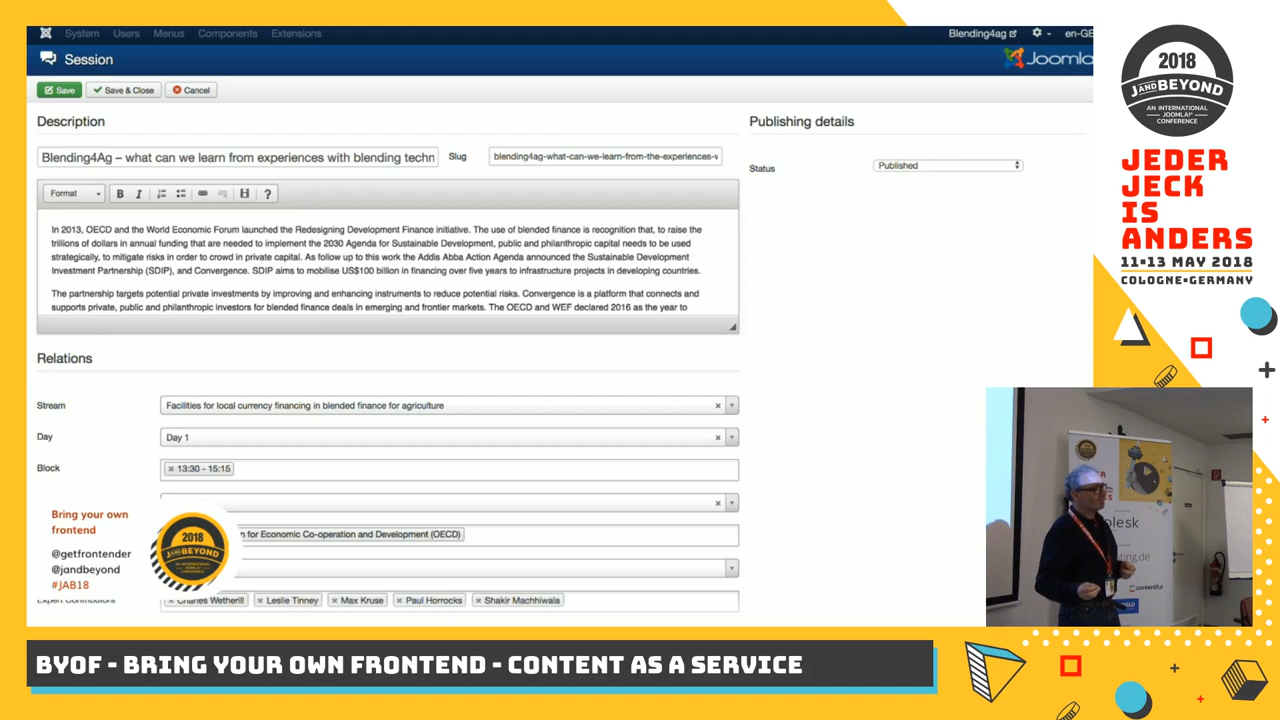 System Users Menus Components Extensions
Blending4ag
Session
Joomla
Save
Save & Close
Cancel
Description
Publishing details
Blending4Ag – what can we learn from experiences with blending techn
Slug
blending4ag-what-can-we-learn-from-the-experiences-v
Status
Published
Format
B I
?
In 2013, OECD and the World Economic Forum launched the Redesigning Development Finance initiative. The use of blended finance is recognition that, to raise the
trillions of dollars in annual funding that are needed to implement the 2030 Agenda for Sustainable Development, public and philanthropic capital needs to be used
strategically, to mitigate risks in order to crowd in private capital. As follow up to this work the Addis Abba Action Agenda announced the Sustainable Development
Investment Partnership (SDIP), and Convergence. SDIP aims to mobilise US$100 billion in financing over five years to infrastructure projects in developing countries.
The partnership targets potential private investments by improving and enhancing instruments to reduce potential risks. Convergence is a platform that connects and
supports private, public and philanthropic investors for blended finance deals in emerging and frontier markets. The OECD and WEF declared 2016 as the year to
Relations
Stream
Facilities for local currency financing in blended finance for agriculture
Day
Day 1
Block
13:30 - 15:15
n for Economic Co-operation and Development (OECD)
Expert Contributors
Charles Wetherill
Leslie Tinney
Max Kruse
Paul Horrocks
Shakir Machhiwala
Bring your own
frontend
@getfrontender
@jandbeyond
#JAB18
2018
J AND BEYOND
2018
J AND BEYOND
AN INTERNATIONAL
JOOMLA!
CONFERENCE
JEDER
JECK
IS
ANDERS
11-13 MAY 2018
COLOGNE•GERMANY
contentful
BYOF - BRING YOUR OWN FRONTEND - CONTENT AS A SERVICE